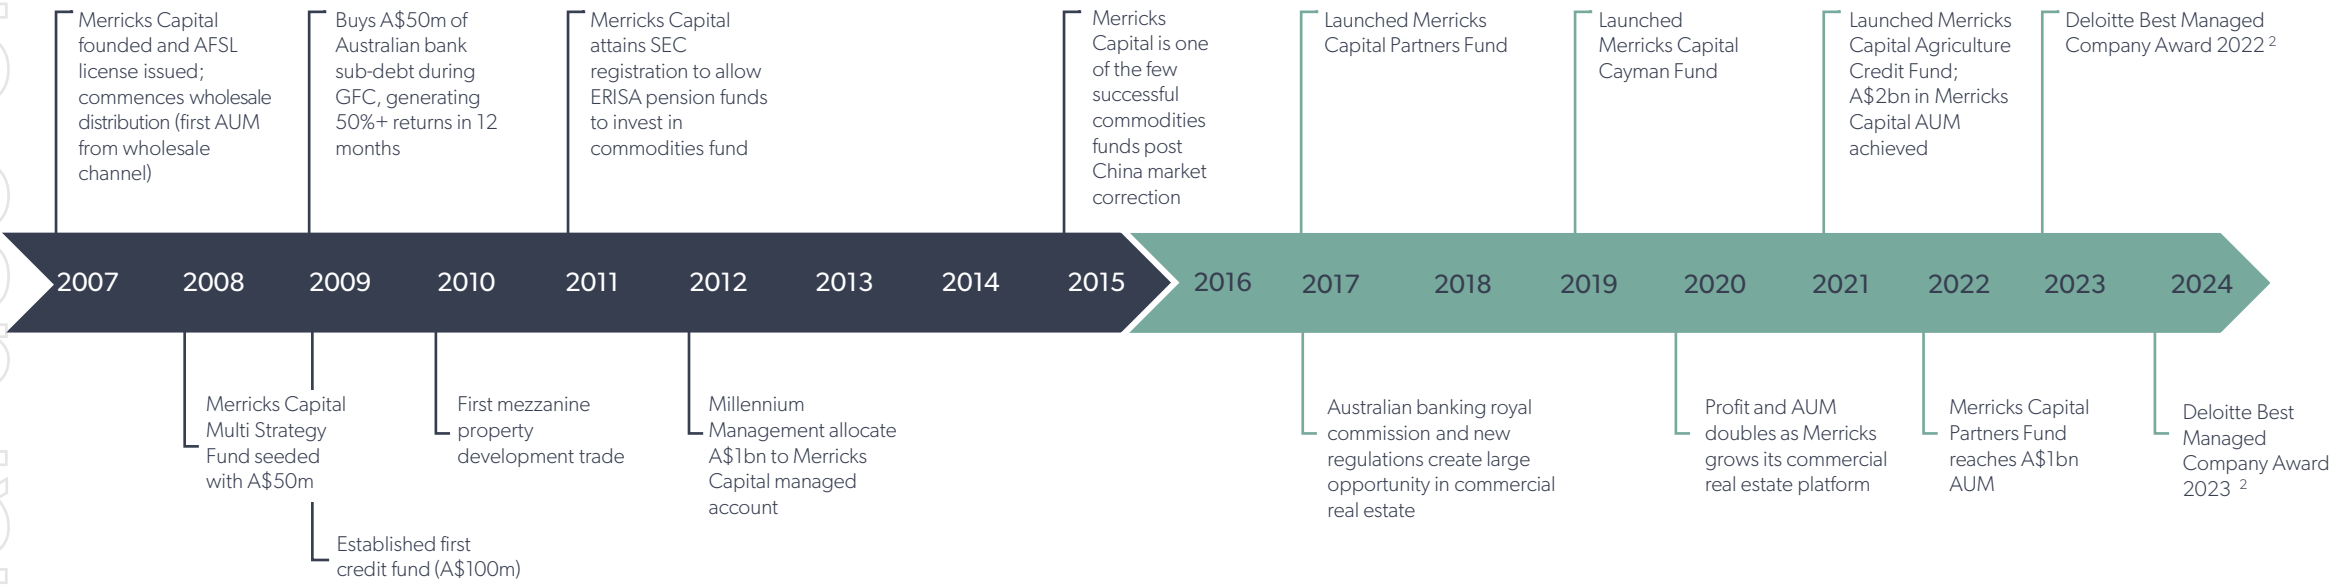 Merricks Capital
founded and AFSL
license issued;
commences wholesale
distribution (first AUM
from wholesale
channel)
Buys A$50m of
Australian bank
sub-debt during
GFC, generating
50%+ returns in 12
months
Merricks Capital
attains SEC
registration to allow
ERISA pension funds
to invest in
commodities fund
Merricks
Capital is one
of the few
successful
commodities
funds post
China market
correction
Launched Merricks
Capital Partners Fund
Launched
Merricks Capital
Cayman Fund
Launched Merricks
Capital Agriculture
Credit Fund;
A$2bn in Merricks
Capital AUM
achieved
Deloitte Best Managed
Company Award 2022 2
2007 2008 2009 2010 2011 2012 2013 2014 2015 2016 2017 2018 2019 2020 2021 2022 2023 2024
Merricks Capital
Multi Strategy
Fund seeded
with A$50m
Established first
credit fund (A$100m)
First mezzanine
property
development trade
Millennium
Management allocate
A$1bn to Merricks
Capital managed
account
Australian banking royal
commission and new
regulations create large
opportunity in commercial
real estate
Profit and AUM
doubles as Merricks
grows its commercial
real estate platform
Merricks Capital
Partners Fund
reaches A$1bn
AUM
Deloitte Best
Managed
Company Award
2023 2